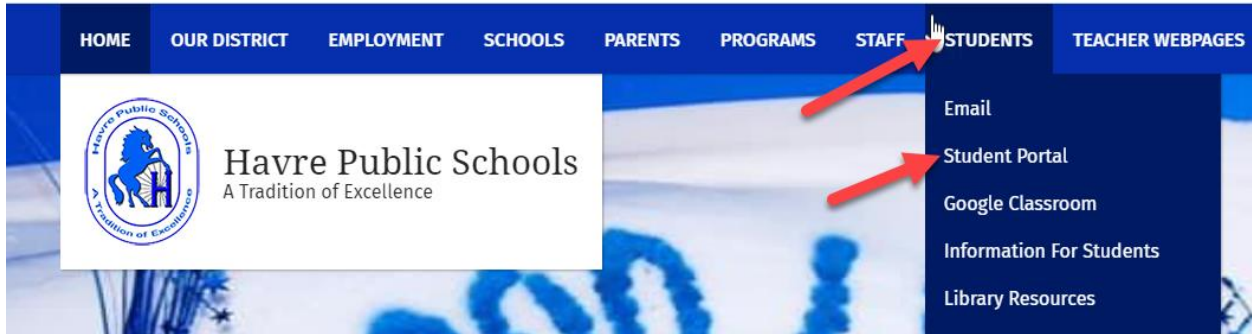 HOME OUR DISTRICT EMPLOYMENT SCHOOLS PARENTS PROGRAMS STAFF STUDENTS TEACHER WEBPAGES
Havre Public Schools
H
A Tradition of Excellence
Havre Public Schools
A Tradition of Excellence
Email
Student Portal
Google Classroom
Information For Students
Library Resources